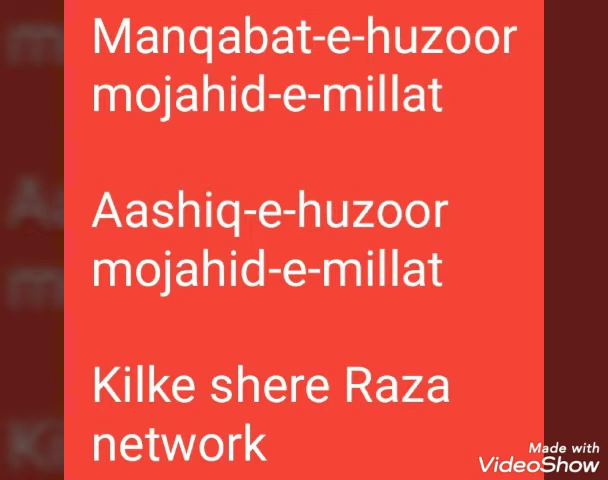 Manqabat-e-huzoor
mojahid-e-millat
Aashiq-e-huzoor
mojahid-e-millat
Kilke shere Raza
network
Made with
VideoShow